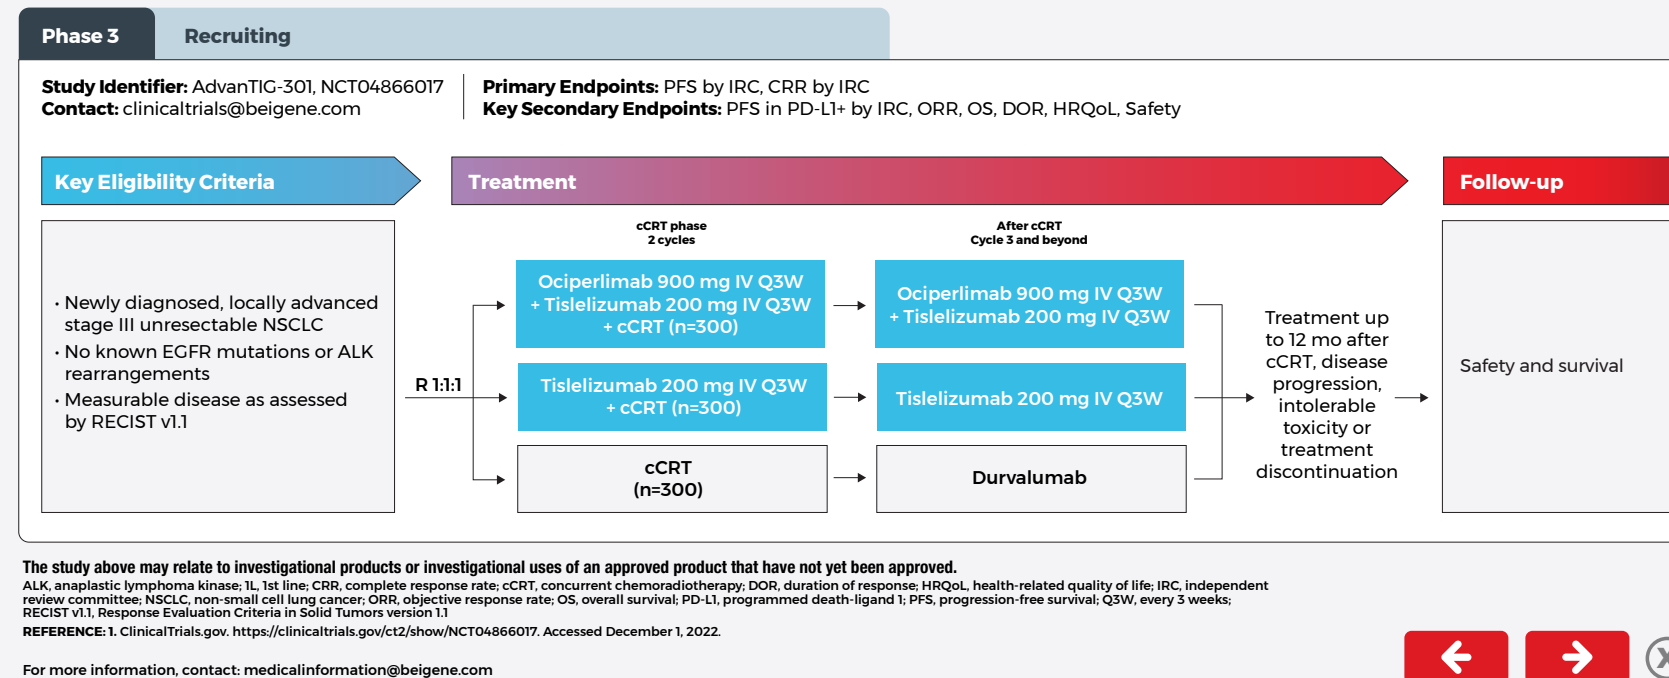 Phase 3
Recruiting
Study Identifier: AdvanTIG-301, NCT04866017
Contact: clinicaltrials@beigene.com
Primary Endpoints: PFS by IRC, CRR by IRC
Key Secondary Endpoints: PFS in PD-L1+ by IRC, ORR, OS, DOR, HRQoL, Safety
Key Eligibility Criteria
Treatment
Follow-up
• Newly diagnosed, locally advanced
stage III unresectable NSCLC
• No known EGFR mutations or ALK
rearrangements
• Measurable disease as assessed
by RECIST v1.1
R 1:1:1
cCRT phase
2 cycles
Ociperlimab 900 mg IV Q3W
+ Tislelizumab 200 mg IV Q3W
+ cCRT (n=300)
Tislelizumab 200 mg IV Q3W
+ cCRT (n=300)
cCRT
(n=300)
After cCRT
Cycle 3 and beyond
Ociperlimab 900 mg IV Q3W
+ Tislelizumab 200 mg IV Q3W
Tislelizumab 200 mg IV Q3W
Durvalumab
Treatment up
to 12 mo after
cCRT, disease
progression,
intolerable
toxicity or
treatment
discontinuation
Safety and survival
The study above may relate to investigational products or investigational uses of an approved product that have not yet been approved.
ALK, anaplastic lymphoma kinase; 1L, 1st line; CRR, complete response rate; cCRT, concurrent chemoradiotherapy; DOR, duration of response; HRQoL, health-related quality of life; IRC, independent
review committee; NSCLC, non-small cell lung cancer; ORR, objective response rate; OS, overall survival; PD-L1, programmed death-ligand 1; PFS, progression-free survival; Q3W, every 3 weeks;
RECIST v1.1, Response Evaluation Criteria in Solid Tumors version 1.1
REFERENCE: 1. ClinicalTrials.gov. https://clinicaltrials.gov/ct2/show/NCT04866017. Accessed December 1, 2022.
For more information, contact: medicalinformation@beigene.com